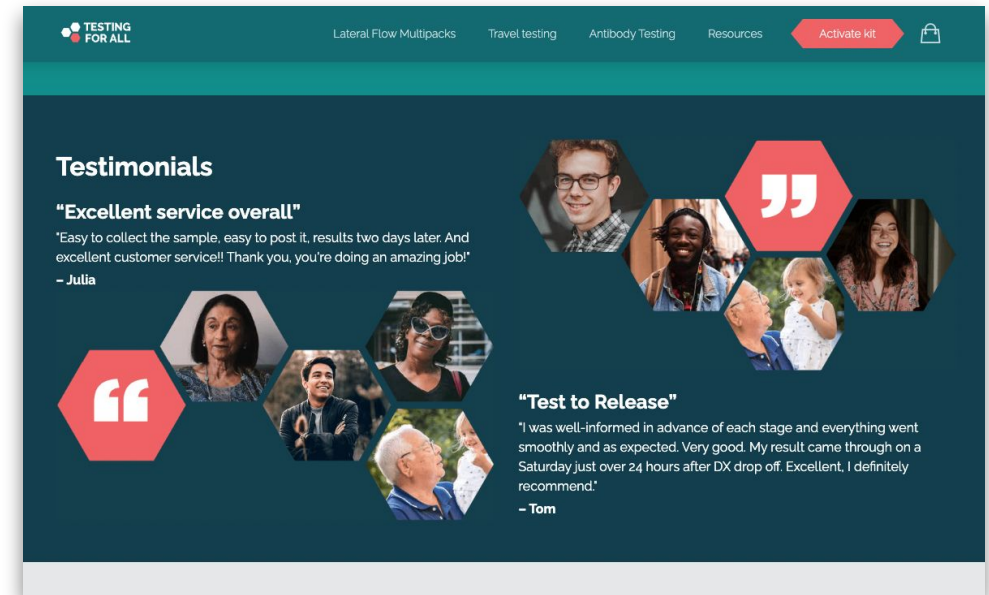 TESTING
FOR ALL
Lateral Flow Multipacks
Travel testing
Antibody Testing
Resources
Activate kit
Testimonials
“Excellent service overall”
"Easy to collect the sample, easy to post it, results two days later. And
excellent customer service!! Thank you, you're doing an amazing job!"
– Julia
“Test to Release”
"I was well-informed in advance of each stage and everything went
smoothly and as expected. Very good. My result came through on a
Saturday just over 24 hours after DX drop off. Excellent, I definitely
recommend."
– Tom